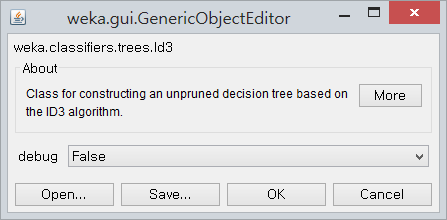 weka.gui.GenericObjectEditor
weka.classifiers.trees.Id3
About
Class for constructing an unpruned decision tree based on
the ID3 algorithm.
More
debug False
Open... Save... OK Cancel